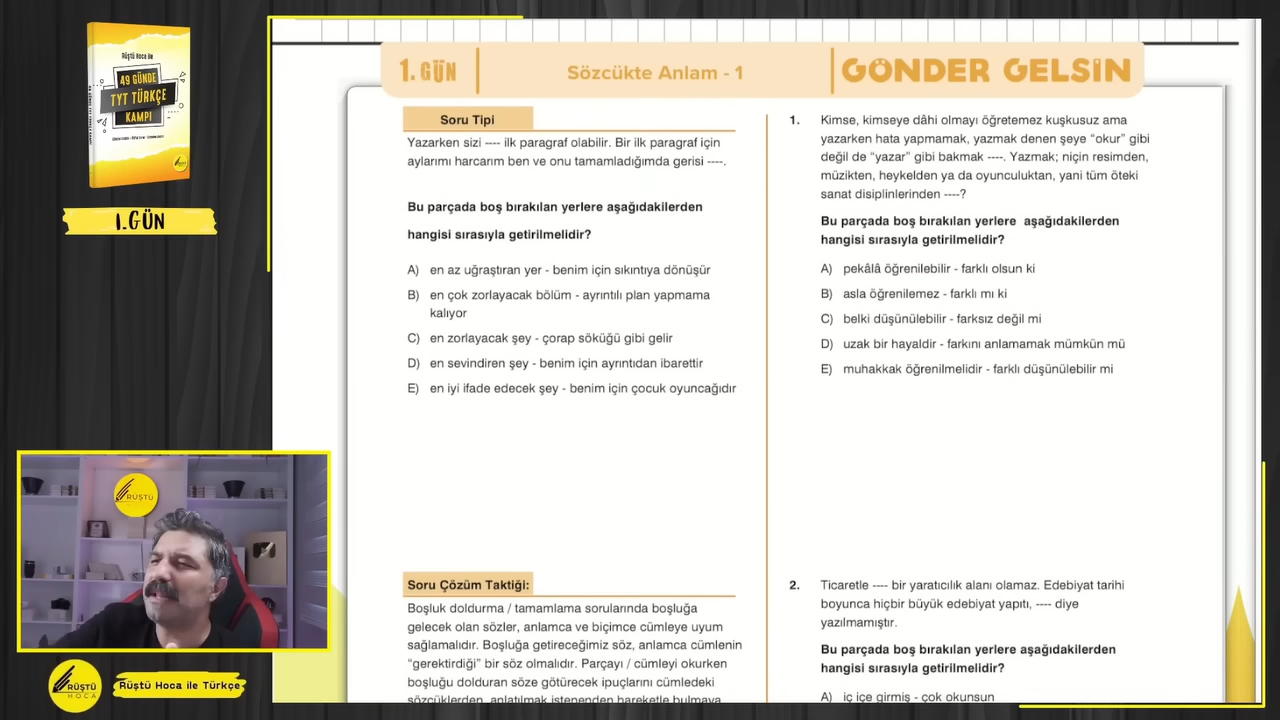 Rüştü Hoca ile
49 GÜNDE
TYT TÜRKÇE
KAMPI
1.GÜN
RÜŞTÜ
RÜŞTÜ
HOCA
Rüştü Hoca ile Türkçe
1. GÜN
Sözcükte Anlam - 1
GÖNDER GELSİN
Soru Tipi
Yazarken sizi ---- ilk paragraf olabilir. Bir ilk paragraf için
aylarımı harcarım ben ve onu tamamladığımda gerisi ----.
Bu parçada boş bırakılan yerlere aşağıdakilerden
hangisi sırasıyla getirilmelidir?
A) en az uğraştıran yer - benim için sıkıntıya dönüşür
B) en çok zorlayacak bölüm - ayrıntılı plan yapmama
kalıyor
C) en zorlayacak şey - çorap söküğü gibi gelir
D) en sevindiren şey - benim için ayrıntıdan ibarettir
E) en iyi ifade edecek şey - benim için çocuk oyuncağıdır
Soru Çözüm Taktiği:
Boşluk doldurma / tamamlama sorularında boşluğa
gelecek olan sözler, anlamca ve biçimce cümleye uyum
sağlamalıdır. Boşluğa getireceğimiz söz, anlamca cümlenin
“gerektirdiği” bir söz olmalıdır. Parçayı / cümleyi okurken
boşluğu dolduran söze götürecek ipuçlarını cümledeki
sözcüklerden, anlatılmak istenenden hareketle bulmaya
1. Kimse, kimseye dâhi olmayı öğretemez kuşkusuz ama
yazarken hata yapmamak, yazmak denen şeye “okur” gibi
değil de “yazar” gibi bakmak ----. Yazmak; niçin resimden,
müzikten, heykelden ya da oyunculuktan, yani tüm öteki
sanat disiplinlerinden ----?
Bu parçada boş bırakılan yerlere aşağıdakilerden
hangisi sırasıyla getirilmelidir?
A) pekâlâ öğrenilebilir - farklı olsun ki
B) asla öğrenilemez - farklı mı ki
C) belki düşünülebilir - farksız değil mi
D) uzak bir hayaldir - farkını anlamamak mümkün mü
E) muhakkak öğrenilmelidir - farklı düşünülebilir mi
2. Ticaretle ---- bir yaratıcılık alanı olamaz. Edebiyat tarihi
boyunca hiçbir büyük edebiyat yapıtı, ---- diye
yazılmamıştır.
Bu parçada boş bırakılan yerlere aşağıdakilerden
hangisi sırasıyla getirilmelidir?
A) iç içe girmiş - çok okunsun